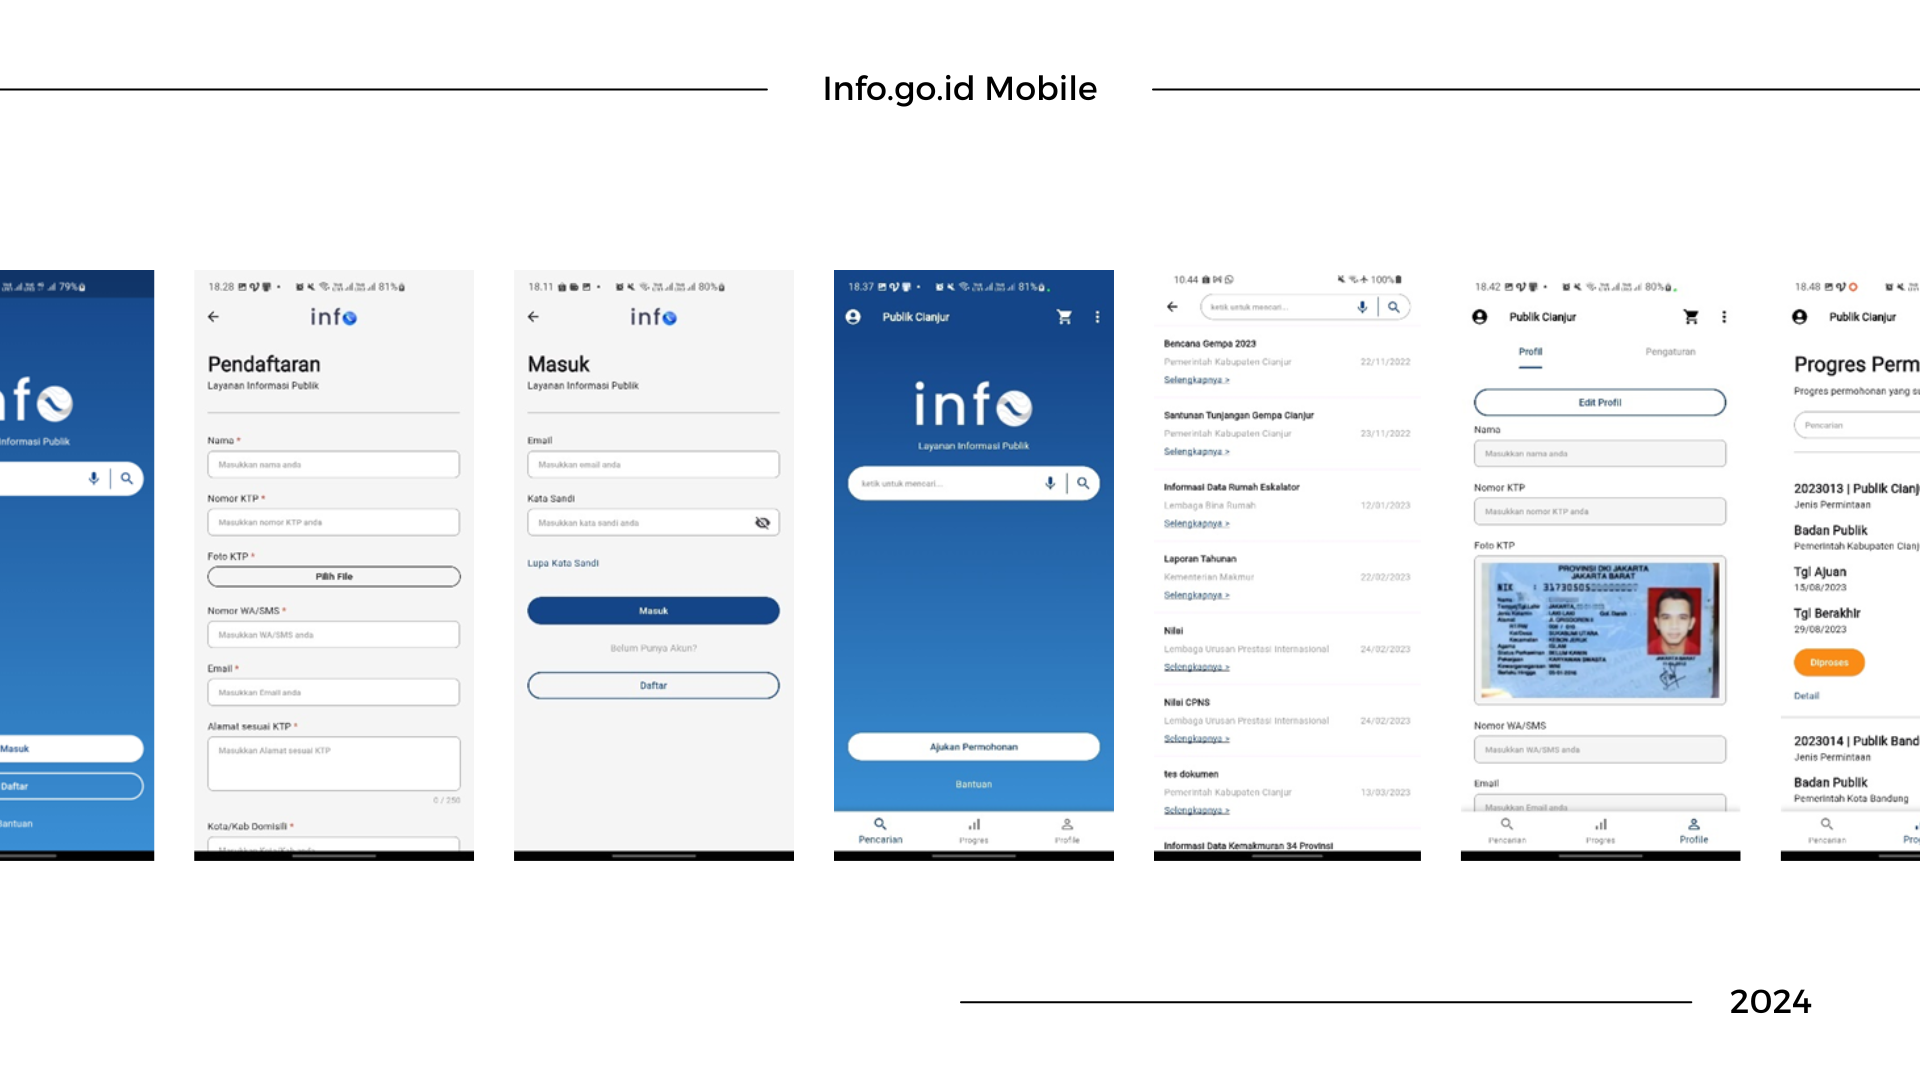 Info.go.id Mobile
79%
nfo
Informasi Publik
Masuk
Daftar
Bantuan
18.28
81%
info
Pendaftaran
Layanan Informasi Publik
Nama *
Masukkan nama anda
Nomor KTP *
Masukkan nomor KTP anda
Foto KTP *
Pilih File
Nomor WA/SMS *
Masukkan WA/SMS anda
Email *
Masukkan Email anda
Alamat sesuai KTP *
Masukkan Alamat sesuai KTP
0 / 250
Kota/Kab Domisili *
18.11
80%
info
Masuk
Layanan Informasi Publik
Email
Masukkan email anda
Kata Sandi
Masukkan kata sandi anda
Lupa Kata Sandi
Masuk
Belum Punya Akun?
Daftar
18.37
81%
Publik Cianjur
info
Layanan Informasi Publik
ketik untuk mencari...
Ajukan Permohonan
Bantuan
Pencarian
Progres
Profile
10.44
100%
ketik untuk mencari...
Bencana Gempa 2023
Pemerintah Kabupaten Cianjur 22/11/2022
Selengkapnya >
Santunan Tunjangan Gempa Cianjur
Pemerintah Kabupaten Cianjur 23/11/2022
Selengkapnya >
Informasi Data Rumah Eskalator
Lembaga Bina Rumah 12/01/2023
Selengkapnya >
Laporan Tahunan
Kementerian Makmur 22/02/2023
Selengkapnya >
Nilai
Lembaga Urusan Prestasi Internasional 24/02/2023
Selengkapnya >
Nilai CPNS
Lembaga Urusan Prestasi Internasional 24/02/2023
Selengkapnya >
tes dokumen
Pemerintah Kabupaten Cianjur 13/03/2023
Selengkapnya >
Informasi Data Kemakmuran 34 Provinsi
18.42
80%
Publik Cianjur
Profil
Pengaturan
Edit Profil
Nama
Masukkan nama anda
Nomor KTP
Masukkan nomor KTP anda
Foto KTP
PROVINSI DKI JAKARTA
JAKARTA BARAT
NIK : 31730505
Nomor WA/SMS
Masukkan WA/SMS anda
Email
Masukkan Email anda
Pencarian
Progres
Profile
18.48
Publik Cianjur
Progres Perm
Progres permohonan yang su
Pencarian
2023013 | Publik Cianj
Jenis Permintaan
Badan Publik
Pemerintah Kabupaten Cianj
Tgl Ajuan
15/08/2023
Tgl Berakhir
29/08/2023
Diproses
Detail
2023014 | Publik Band
Jenis Permintaan
Badan Publik
Pemerintah Kota Bandung
Pencarian
Prog
2024